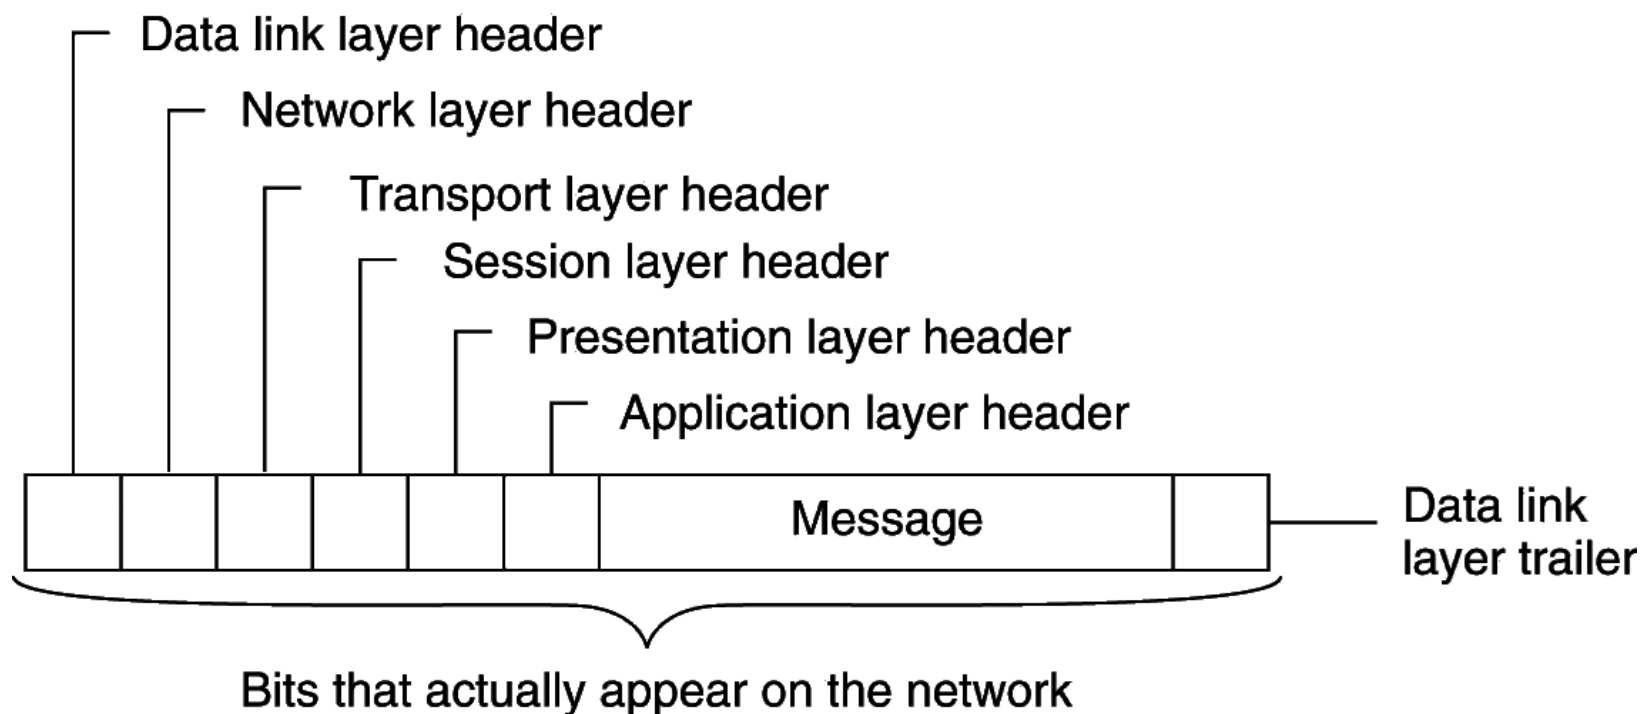 Data link layer header
Network layer header
Transport layer header
Session layer header
Presentation layer header
Application layer header
Message
Data link
layer trailer
Bits that actually appear on the network